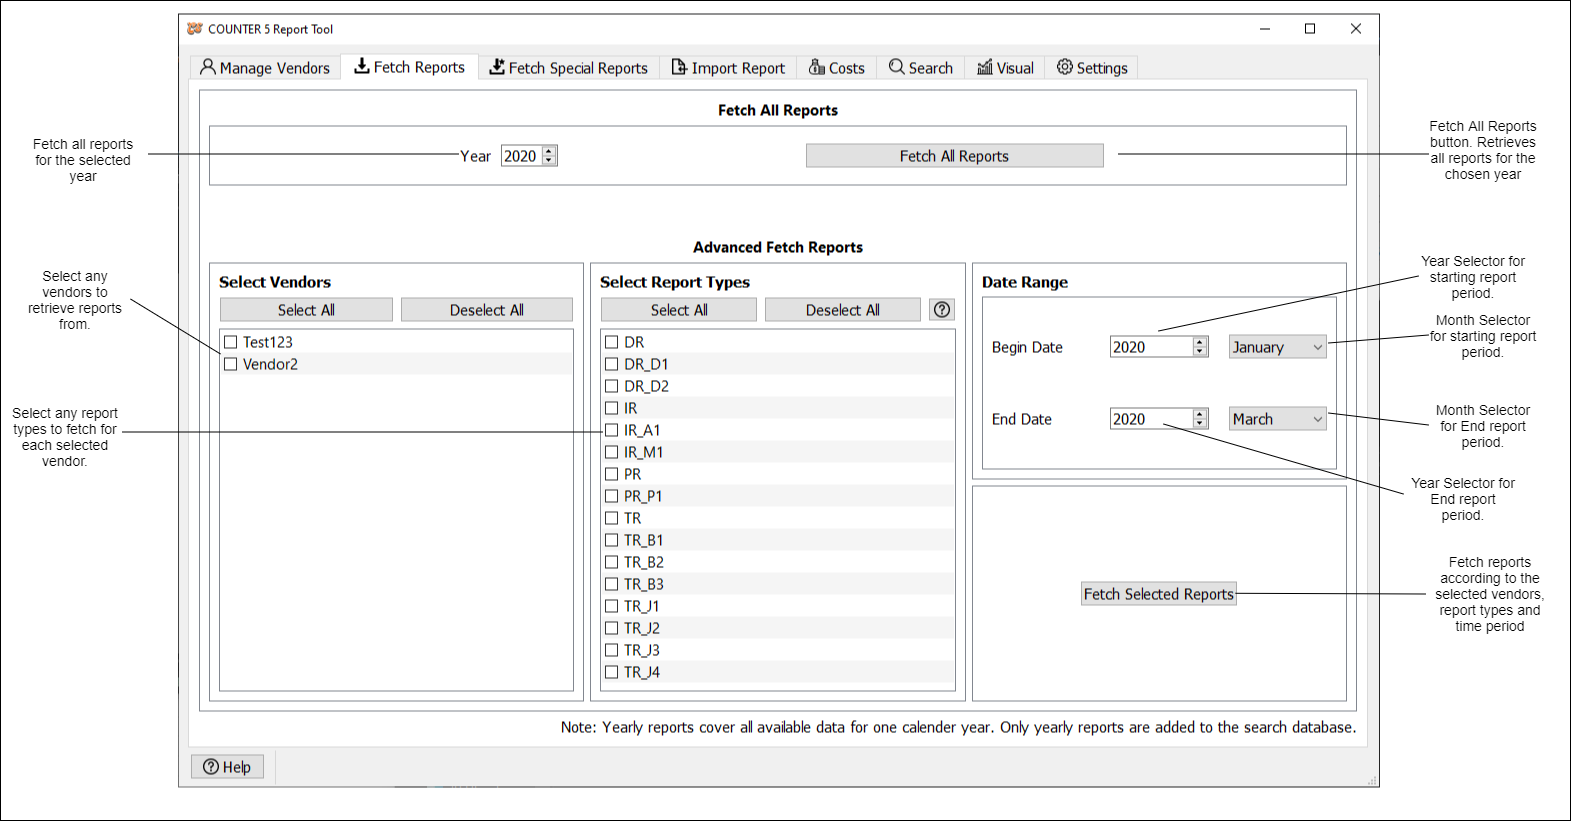 COUNTER 5 Report Tool
Manage Vendors
Fetch Reports
Fetch Special Reports
Import Report
Costs
Search
Visual
Settings
Fetch All Reports
Fetch all reports
for the selected
year
Year 2020
Fetch All Reports
Fetch All Reports
button. Retrieves
all reports for the
chosen year
Advanced Fetch Reports
Select any
vendors to
retrieve reports
from.
Select any report
types to fetch for
each selected
vendor.
Select Vendors
Select All
Deselect All
Test123
Vendor2
Select Report Types
Select All
Deselect All
DR
DR_D1
DR_D2
IR
IR_A1
IR_M1
PR
PR_P1
TR
TR_B1
TR_B2
TR_B3
TR_J1
TR_J2
TR_J3
TR_J4
Date Range
Begin Date 2020 January
End Date 2020 March
Year Selector for
starting report
period.
Month Selector
for starting report
period.
Month Selector
for End report
period.
Year Selector for
End report
period.
Fetch Selected Reports
Fetch reports
according to the
selected vendors,
report types and
time period
Note: Yearly reports cover all available data for one calender year. Only yearly reports are added to the search database.
Help